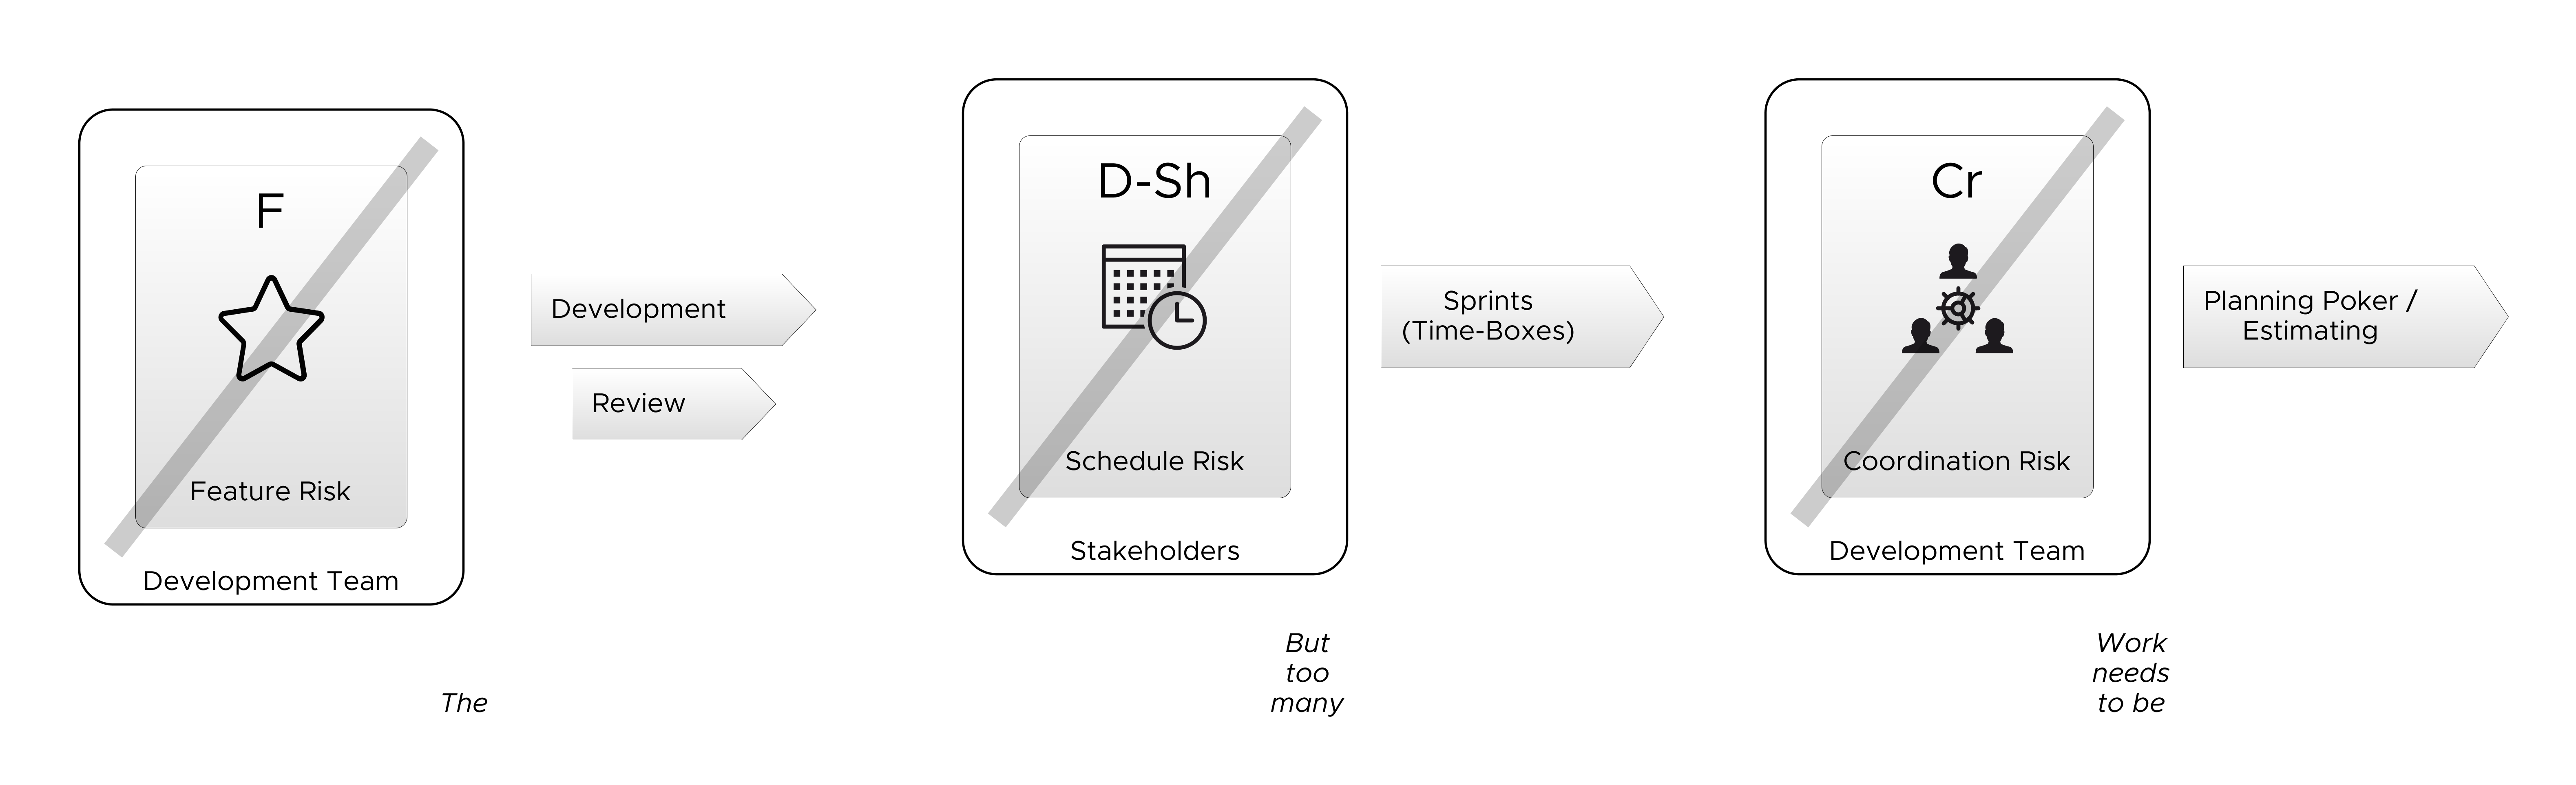 F
Feature Risk
Development Team
The
Development
Review
D-Sh
Schedule Risk
Stakeholders
But
too
many
Sprints
(Time-Boxes)
Cr
Coordination Risk
Development Team
Work
needs
to be
Planning Poker /
Estimating